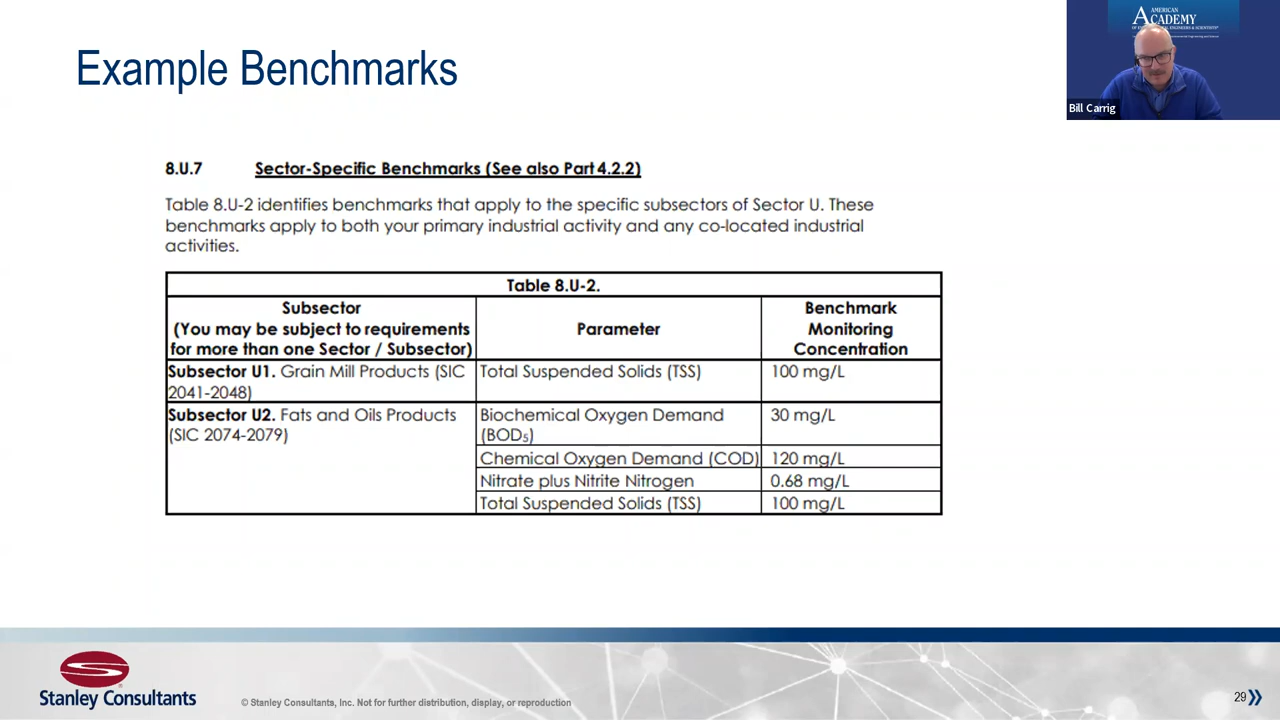 Example Benchmarks
AMERICAN
ACADEMY
Bill Carrig
8.U.7 Sector-Specific Benchmarks (See also Part 4.2.2)
Table 8.U-2 identifies benchmarks that apply to the specific subsectors of Sector U. These
benchmarks apply to both your primary industrial activity and any co-located industrial
activities.
Table 8.U-2.
Subsector
(You may be subject to requirements
for more than one Sector / Subsector)
Parameter
Benchmark
Monitoring
Concentration
Subsector U1. Grain Mill Products (SIC
2041-2048)
Total Suspended Solids (TSS)
100 mg/L
Subsector U2. Fats and Oils Products
(SIC 2074-2079)
Biochemical Oxygen Demand
(BOD₅)
30 mg/L
Chemical Oxygen Demand (COD)
120 mg/L
Nitrate plus Nitrite Nitrogen
0.68 mg/L
Total Suspended Solids (TSS)
100 mg/L
Stanley Consultants
© Stanley Consultants, Inc. Not for further distribution, display, or reproduction
29